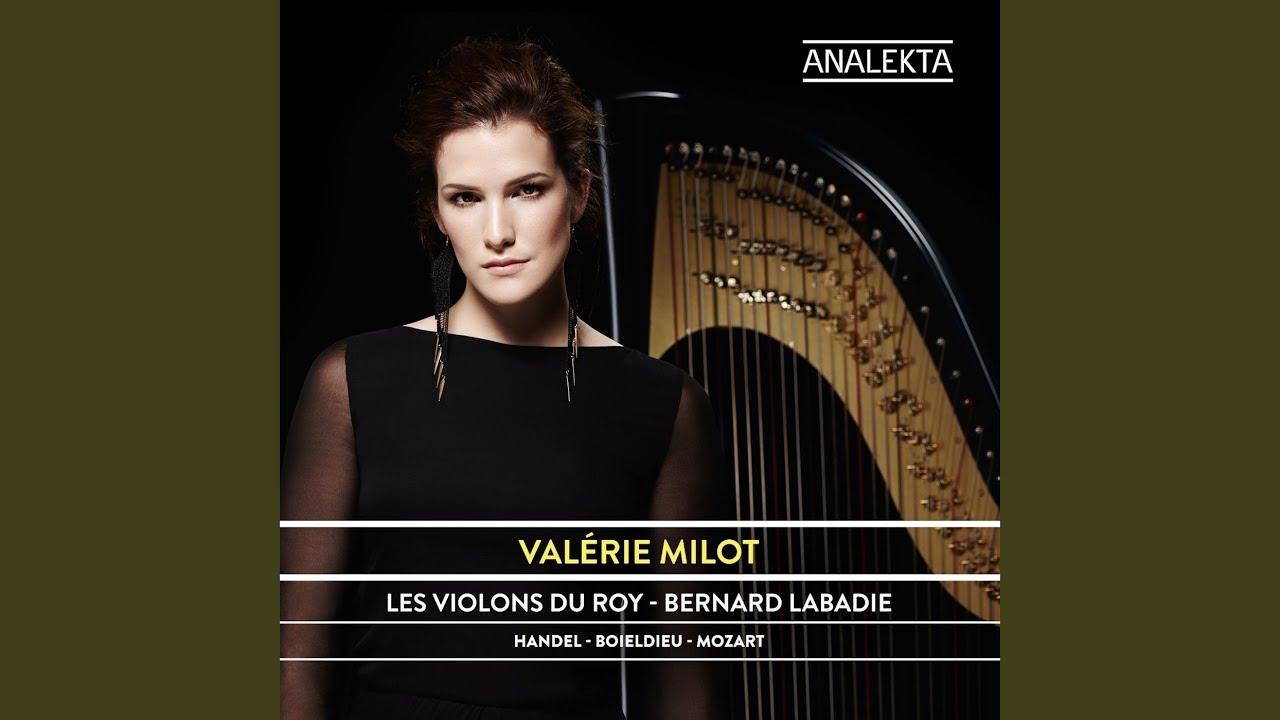 ANALEKTA
VALÉRIE MILOT
LES VIOLONS DU ROY - BERNARD LABADIE
HANDEL - BOIELDIEU - MOZART